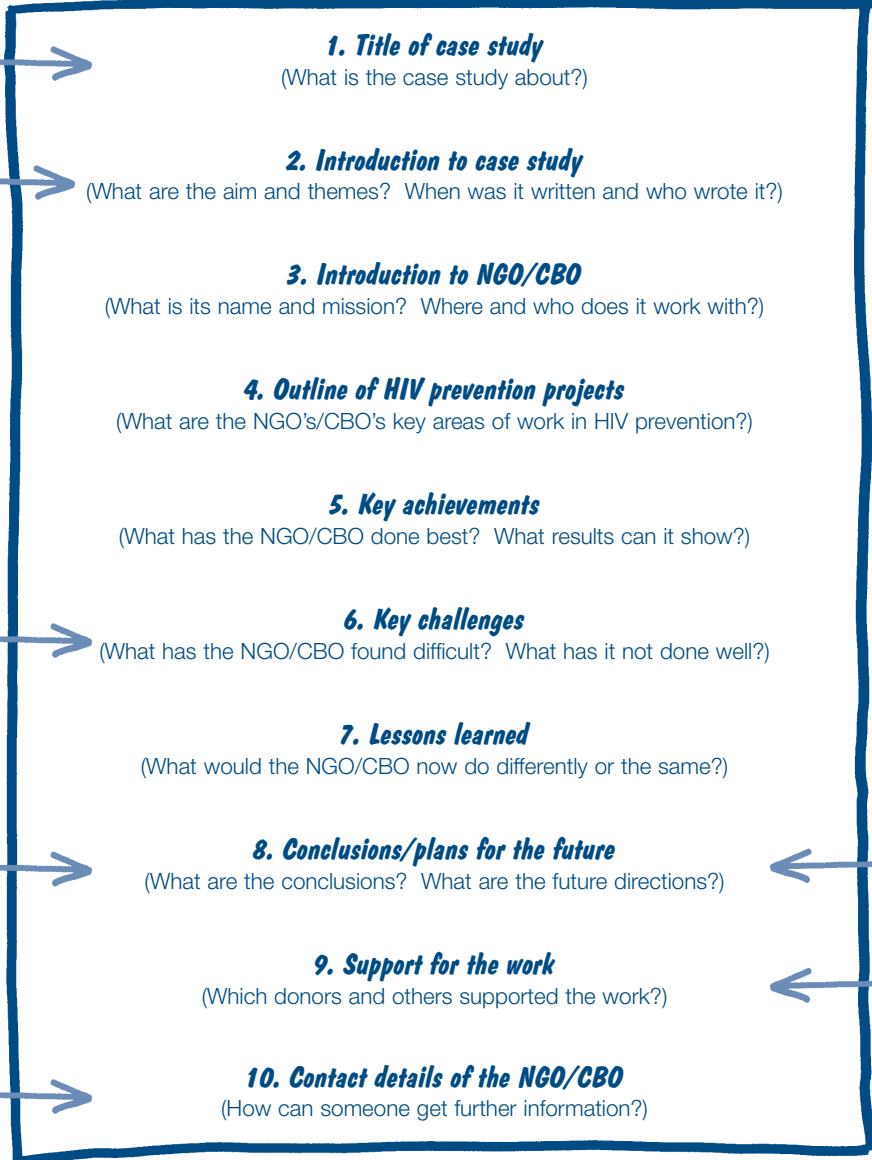 1. Title of case study
(What is the case study about?)
2. Introduction to case study
(What are the aim and themes?  When was it written and who wrote it?)
3. Introduction to NGO/CBO
(What is its name and mission?  Where and who does it work with?)
4. Outline of HIV prevention projects
(What are the NGO’s/CBO’s key areas of work in HIV prevention?)
5. Key achievements
(What has the NGO/CBO done best?  What results can it show?)
6. Key challenges
(What has the NGO/CBO found difficult?  What has it not done well?)
7. Lessons learned
(What would the NGO/CBO now do differently or the same?)
8. Conclusions/plans for the future
(What are the conclusions?  What are the future directions?)
9. Support for the work
(Which donors and others supported the work?)
10. Contact details of the NGO/CBO
(How can someone get further information?)